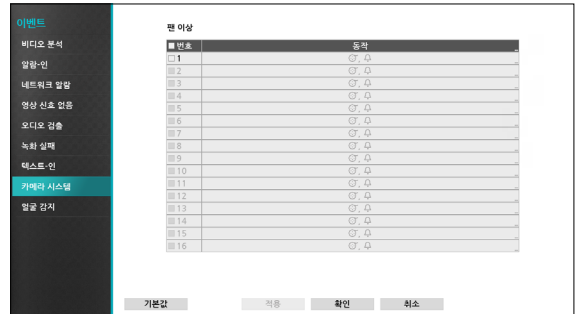 이벤트
비디오 분석
알람-인
네트워크 알람
영상 신호 없음
오디오 검출
녹화 실패
텍스트-인
카메라 시스템
얼굴 감지
팬 이상
번호 동작
1
2
3
4
5
6
7
8
9
10
11
12
13
14
15
16
기본값 적용 확인 취소